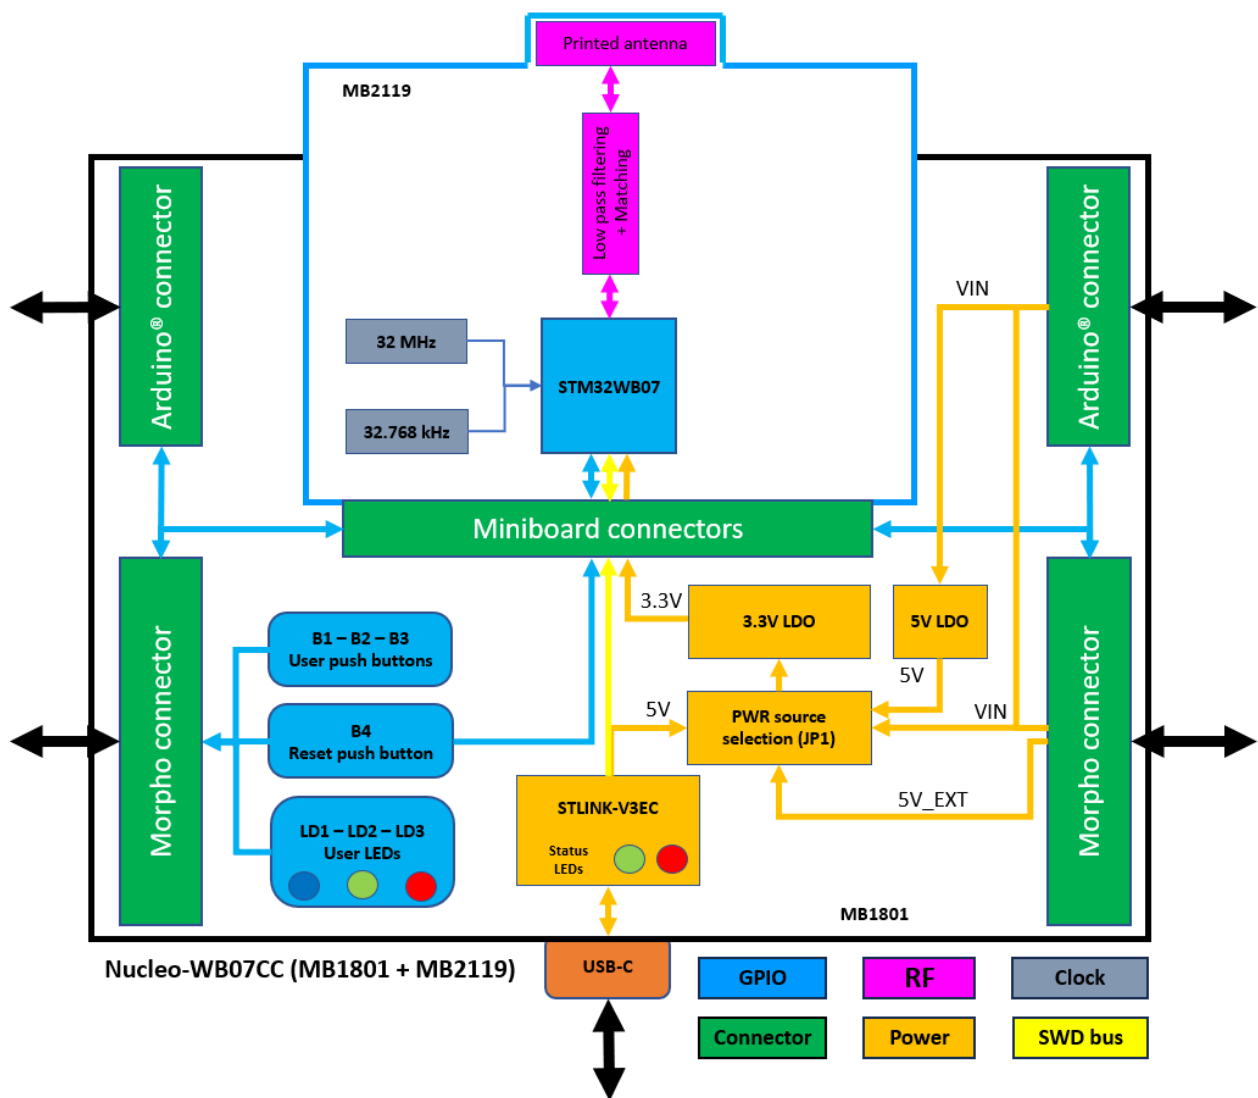 Printed antenna
MB2119
Low pass filtering
+ Matching
Arduino® connector
Arduino® connector
VIN
32 MHz
STM32WB07
32.768 kHz
Miniboard connectors
3.3V
3.3V LDO
5V LDO
B1 – B2 – B3
User push buttons
5V
Morpho connector
Morpho connector
5V
PWR source
selection (JP1)
VIN
B4
Reset push button
5V_EXT
STLINK-V3EC
LD1 – LD2 – LD3
User LEDs
Status
LEDs
MB1801
Nucleo-WB07CC (MB1801 + MB2119)
USB-C
GPIO
RF
Clock
Connector
Power
SWD bus